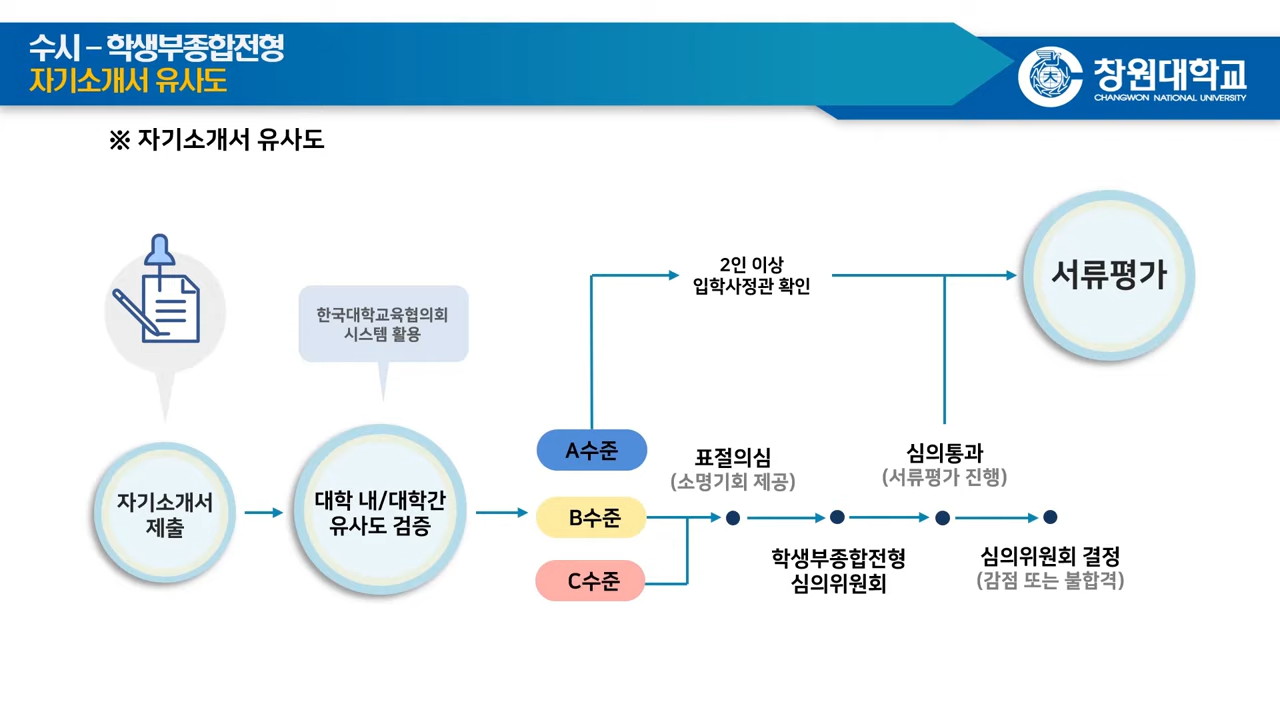 수시 – 학생부종합전형
자기소개서 유사도
창원대학교
CHANGWON NATIONAL UNIVERSITY
※ 자기소개서 유사도
한국대학교육협의회
시스템 활용
자기소개서
제출
대학 내/대학간
유사도 검증
A수준
B수준
C수준
2인 이상
입학사정관 확인
서류평가
표절의심
(소명기회 제공)
학생부종합전형
심의위원회
심의통과
(서류평가 진행)
심의위원회 결정
(감점 또는 불합격)